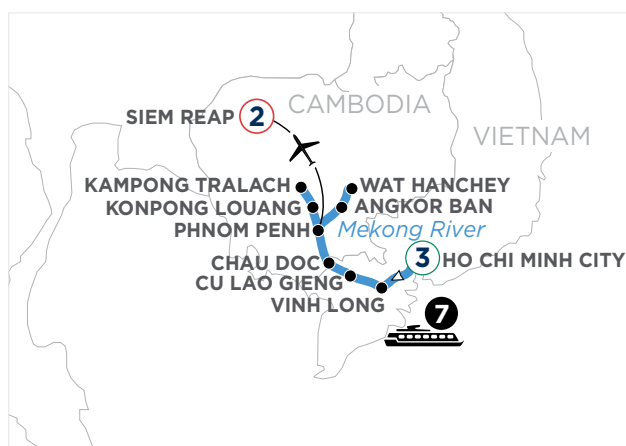 CAMBODIA
VIETNAM
SIEM REAP 2
KAMPONG TRALACH
WAT HANCHEY
KONPONG LOUANG
ANGKOR BAN
PHNOM PENH
Mekong River
CHAU DOC
3 HO CHI MINH CITY
CU LAO GIENG
VINH LONG
7